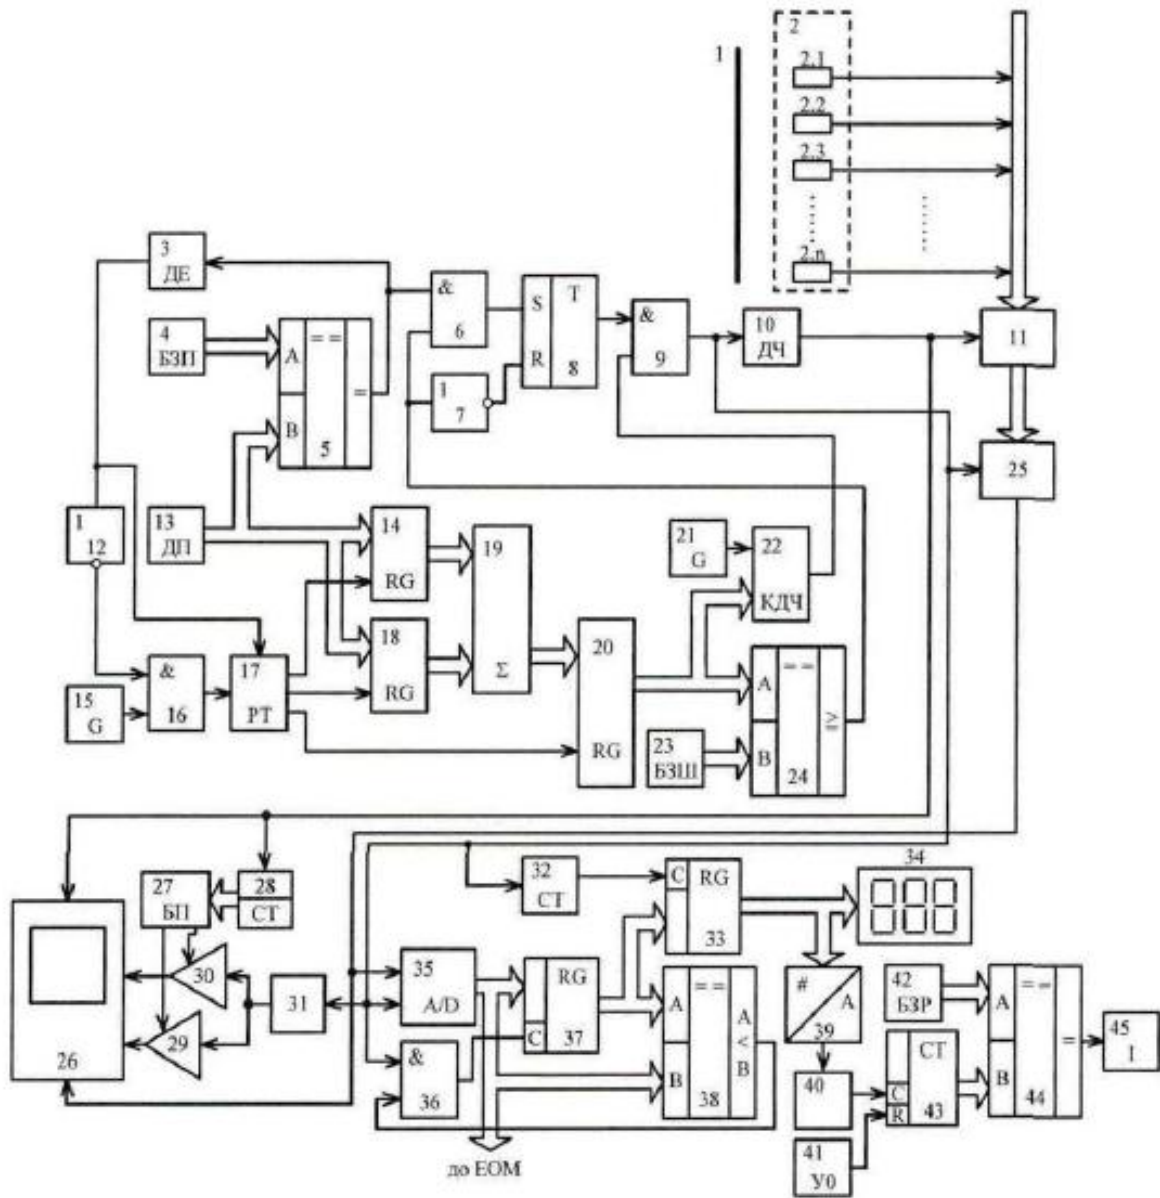 1
2
2.1
2.2
2.3
2.n
3
ДЕ
4
БЗП
A
= =
=
B
5
&
6
S
T
R
8
&
9
10
ДЧ
11
1
7
25
1
12
13
ДП
14
RG
19
Σ
21
G
22
КДЧ
18
RG
20
RG
15
G
&
16
17
РТ
A
= =
≥
B
24
23
БЗШ
27
БП
28
СТ
32
СТ
C
RG
33
34
30
29
26
31
35
A/D
RG
C
37
A
= =
A
<
B
B
38
#
A
39
42
БЗР
A
= =
=
B
44
45
I
&
36
40
СТ
C
R
43
41
У0
до ЕОМ